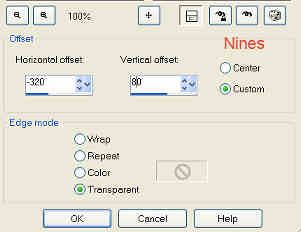 100%
Offset
Nines
Horizontal offset:
Vertical offset:
-320
80
Center
Custom
Edge mode
Wrap
Repeat
Color
Transparent
OK
Cancel
Help